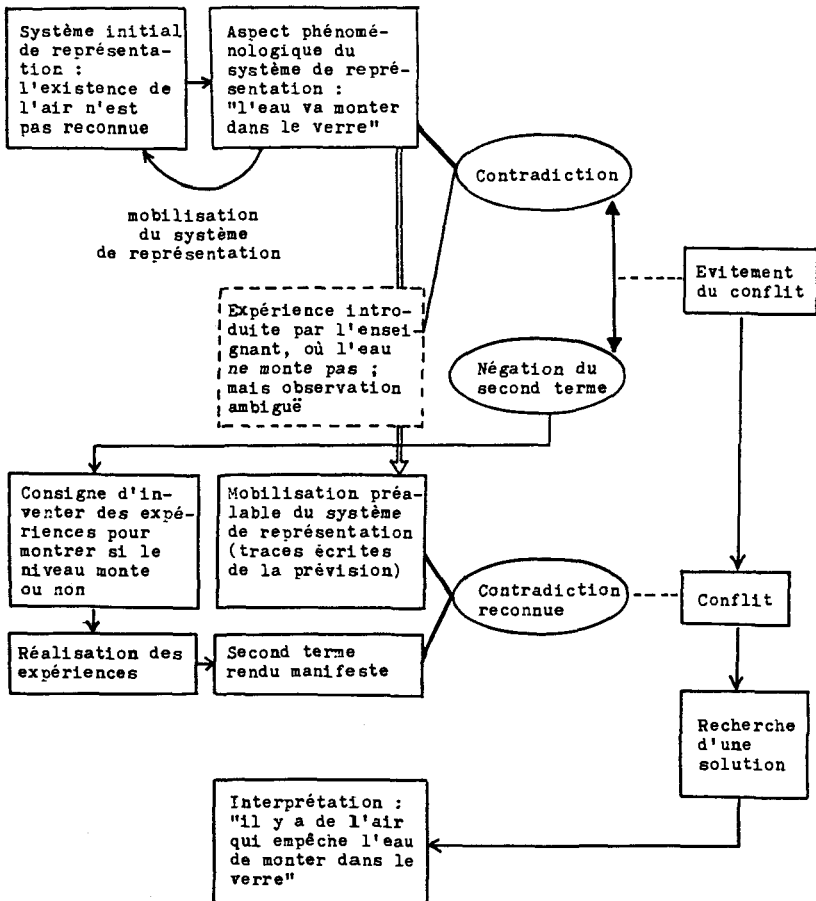 Système initial
de représenta-
tion :
l'existence de
l'air n'est
pas reconnue
Aspect phénomé-
nologique du
système de repré-
sentation :
"l'eau va monter
dans le verre"
Contradiction
mobilisation
du système
de représentation
Evitement
du conflit
Expérience intro-
duite par l'ensei-
gnant, où l'eau
ne monte pas ;
mais observation
ambiguë
Négation du
second terme
Consigne d'in-
venter des expé-
riences pour
montrer si le
niveau monte
ou non
Mobilisation préa-
lable du système
de représentation
(traces écrites
de la prévision)
Contradiction
reconnue
Conflit
Réalisation des
expériences
Second terme
rendu manifeste
Recherche
d'une
solution
Interprétation :
"il y a de l'air
qui empêche l'eau
de monter dans le
verre"